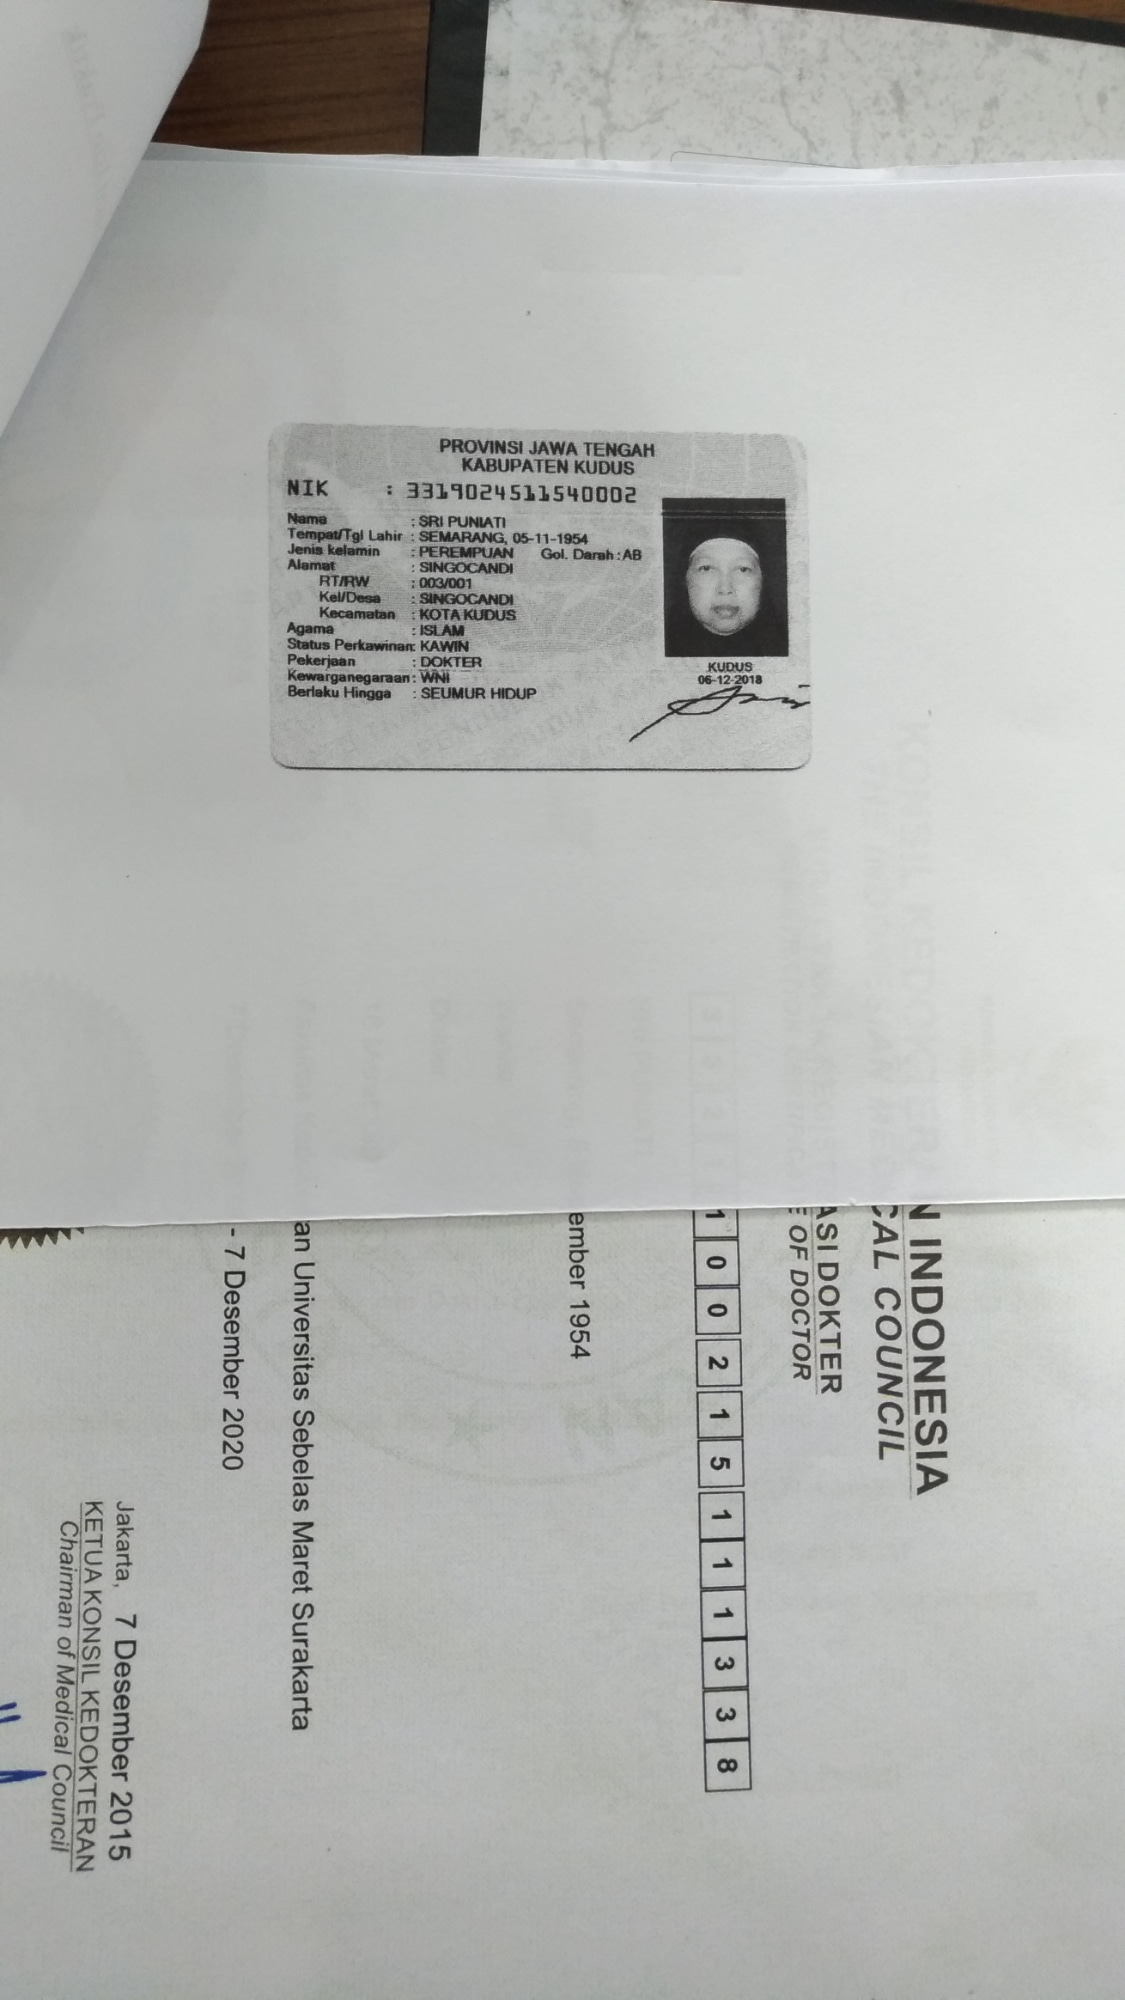 PROVINSI JAWA TENGAH
KABUPATEN KUDUS
NIK : 3319024511540002
Nama : SRI PUNIATI
Tempat/Tgl Lahir : SEMARANG, 05-11-1954
Jenis kelamin : PEREMPUAN Gol. Darah : AB
Alamat : SINGOCANDI
RT/RW : 003/001
Kel/Desa : SINGOCANDI
Kecamatan : KOTA KUDUS
Agama : ISLAM
Status Perkawinan: KAWIN
Pekerjaan : DOKTER
Kewarganegaraan: WNI
Berlaku Hingga : SEUMUR HIDUP
KUDUS
06-12-2018
N INDONESIA
CAL COUNCIL
ASI DOKTER
OF DOCTOR
1 0 0 2 1 5 1 1 1 3 3 8
ember 1954
an Universitas Sebelas Maret Surakarta
- 7 Desember 2020
Jakarta, 7 Desember 2015
KETUA KONSIL KEDOKTERAN
Chairman of Medical Council